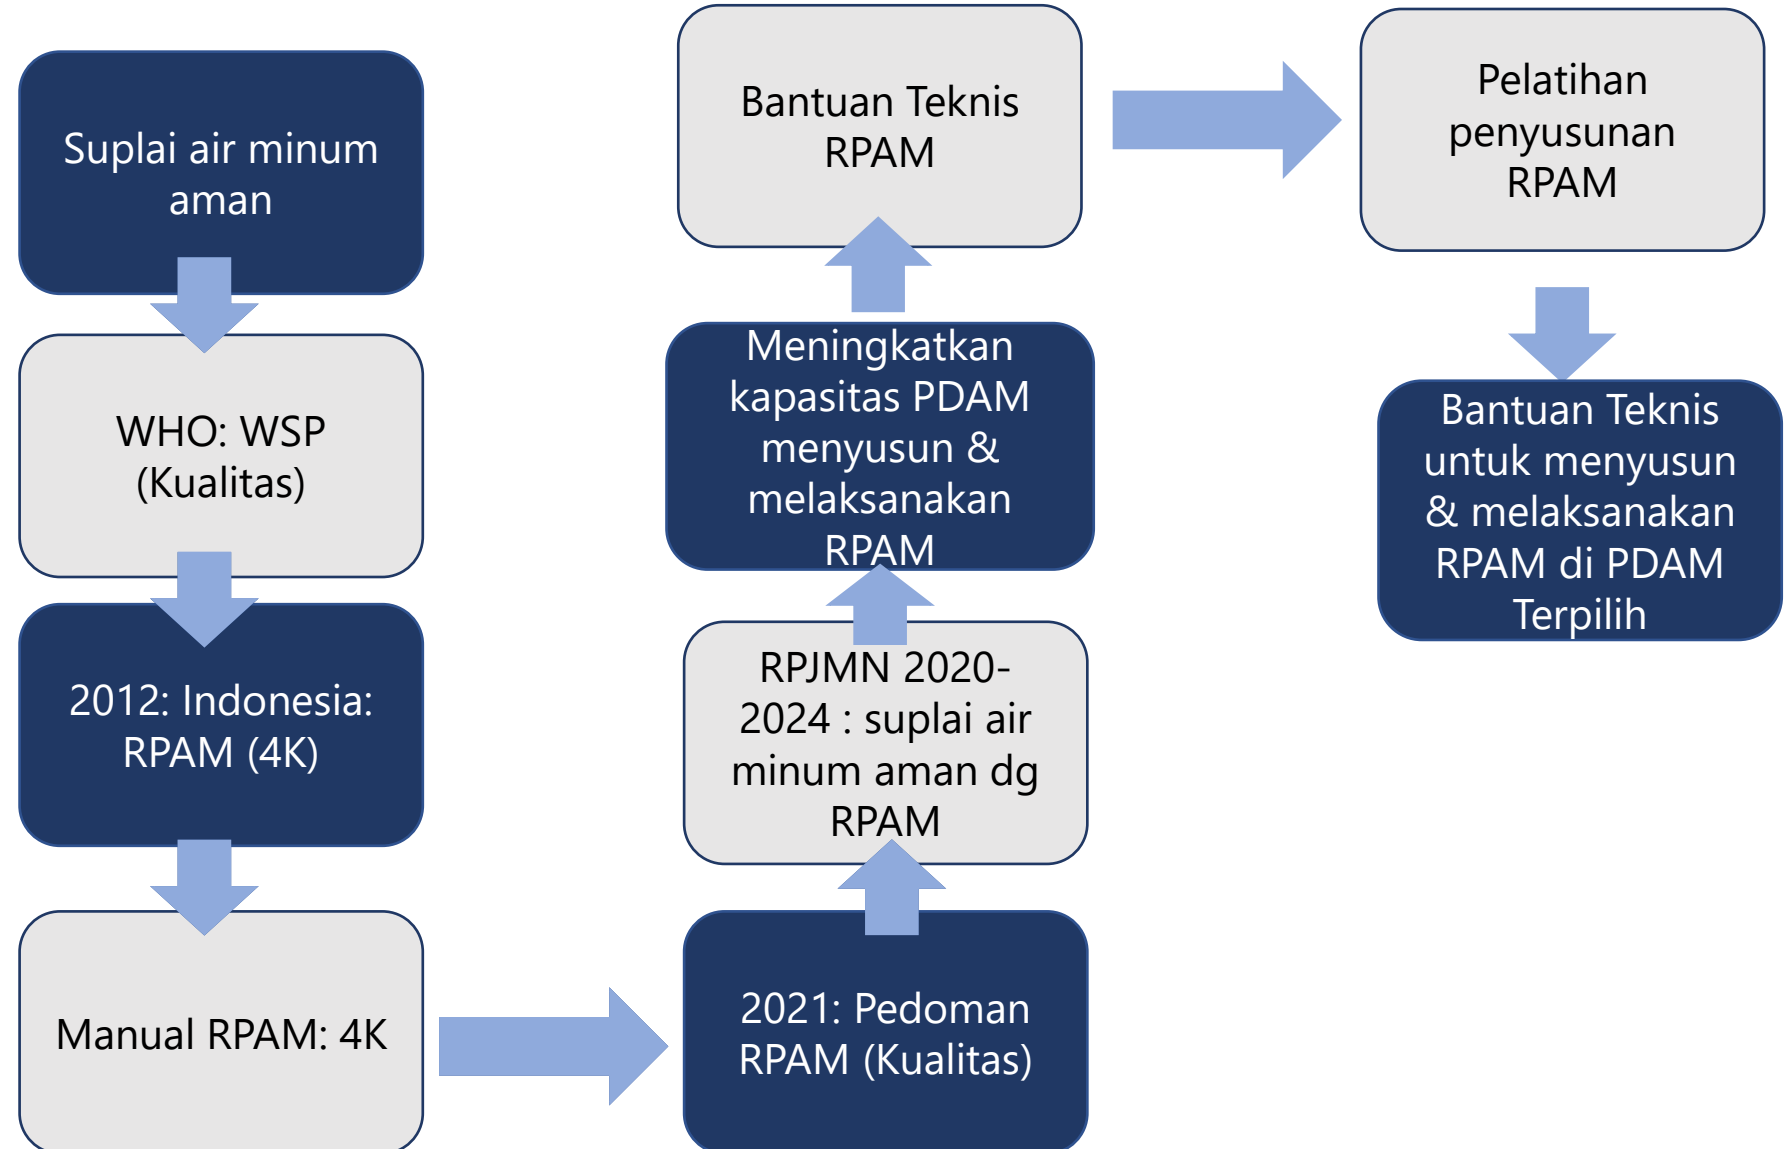 Suplai air minum
aman
WHO: WSP
(Kualitas)
2012: Indonesia:
RPAM (4K)
Manual RPAM: 4K
2021: Pedoman
RPAM (Kualitas)
RPJMN 2020-
2024 : suplai air
minum aman dg
RPAM
Meningkatkan
kapasitas PDAM
menyusun &
melaksanakan
RPAM
Bantuan Teknis
RPAM
Pelatihan
penyusunan
RPAM
Bantuan Teknis
untuk menyusun
& melaksanakan
RPAM di PDAM
Terpilih